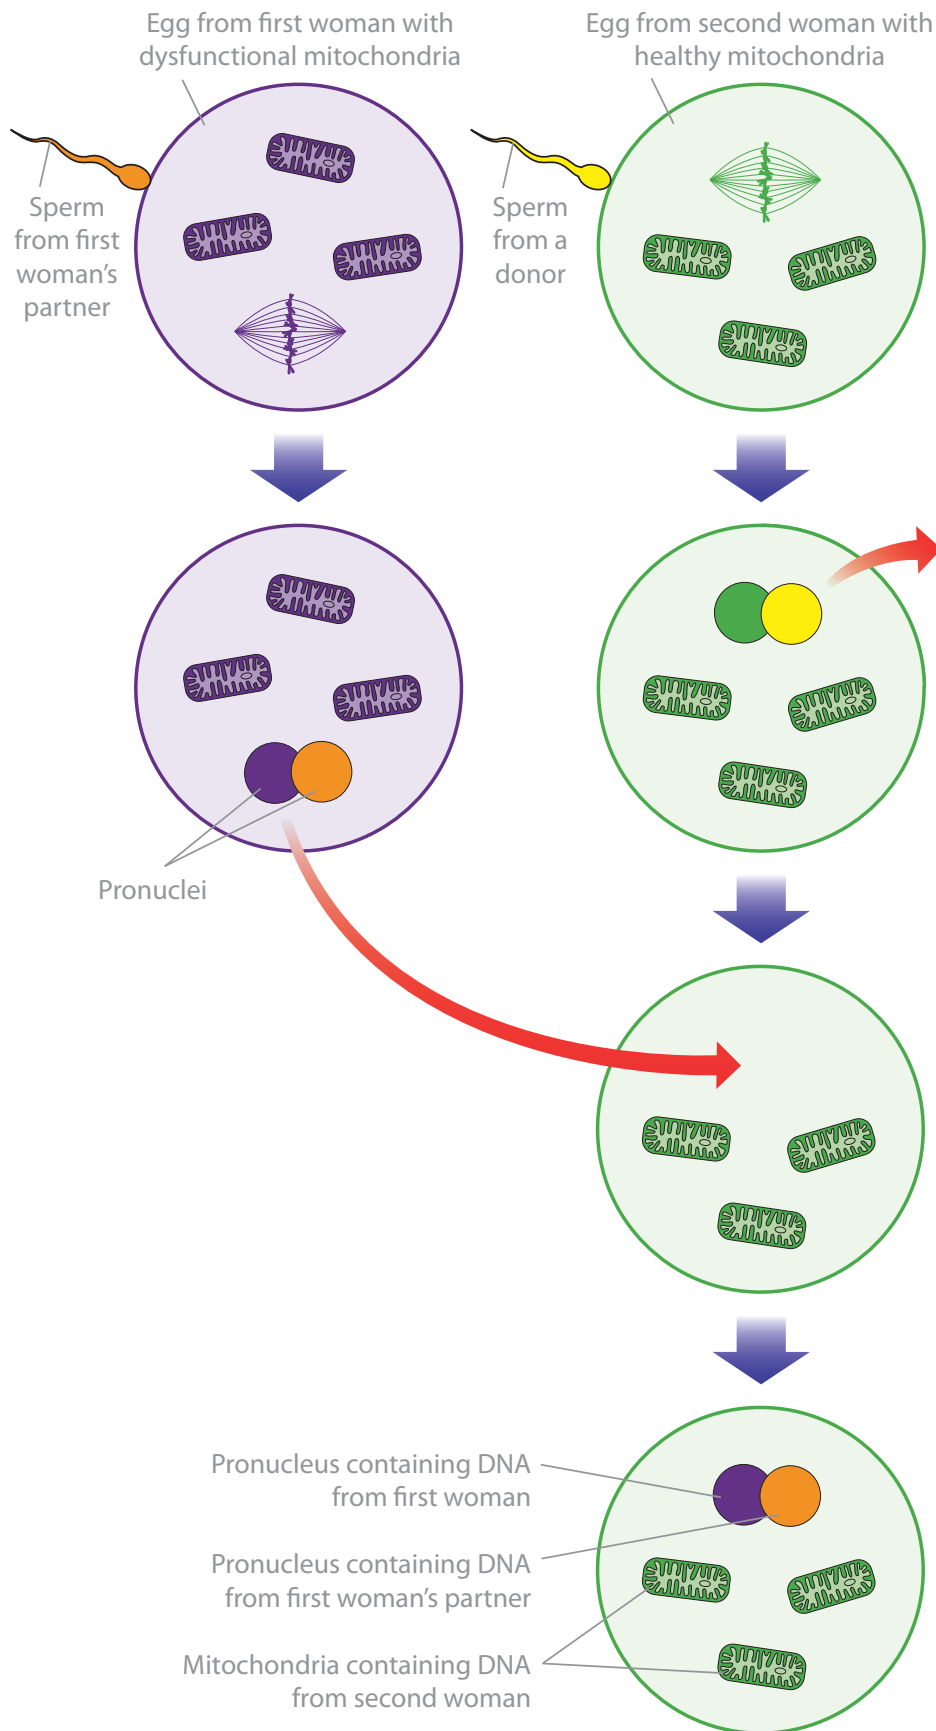 Egg from first woman with
dysfunctional mitochondria
Egg from second woman with
healthy mitochondria
Sperm
from first
woman’s
partner
Sperm
from a
donor
Pronuclei
Pronucleus containing DNA
from first woman
Pronucleus containing DNA
from first woman’s partner
Mitochondria containing DNA
from second woman